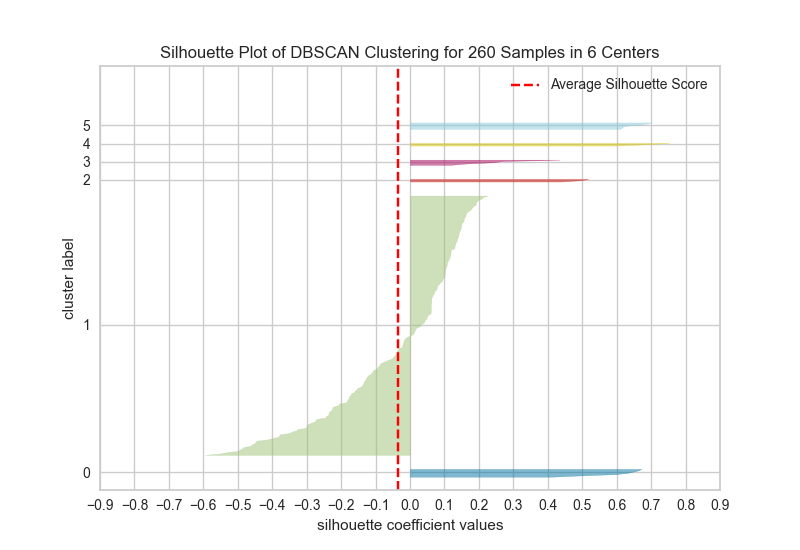 Silhouette Plot of DBSCAN Clustering for 260 Samples in 6 Centers
Average Silhouette Score
5
4
3
2
1
0
cluster label
−0.9 −0.8 −0.7 −0.6 −0.5 −0.4 −0.3 −0.2 −0.1 0.0 0.1 0.2 0.3 0.4 0.5 0.6 0.7 0.8 0.9
silhouette coefficient values